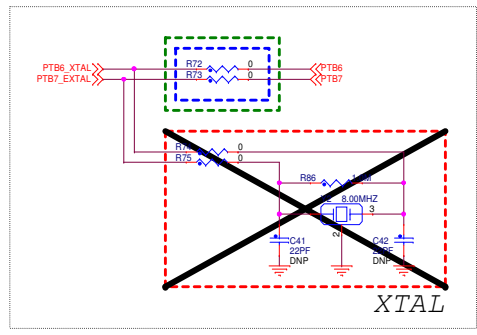 R72 0
PTB6_XTAL PTB6
R73 0
PTB7_EXTAL PTB7
0
R75 0
R86
8.00MHZ
3
2
C41 C42
22PF
DNP DNP
XTAL